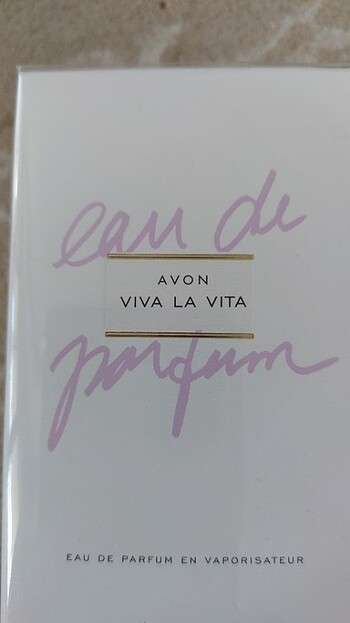 eau de
AVON
VIVA LA VITA
parfum
EAU DE PARFUM EN VAPORISATEUR